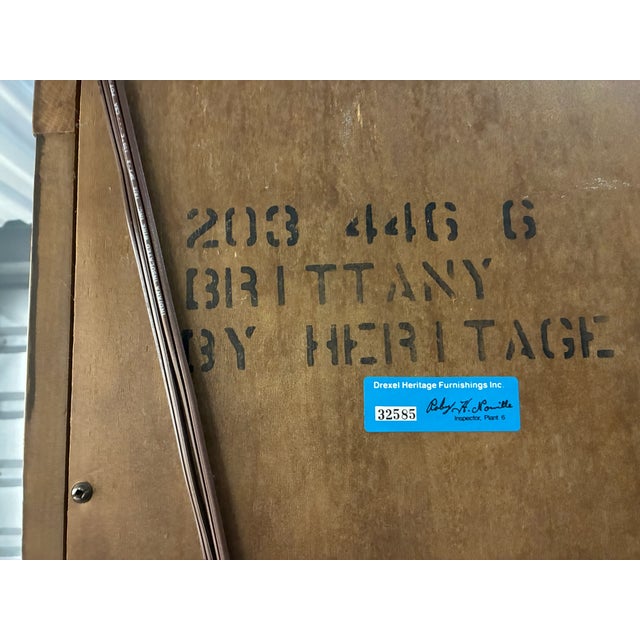 203 446 6
BRITTANY
BY HERITAGE
Drexel Heritage Furnishings Inc.
32585
Inspector, Plant 6